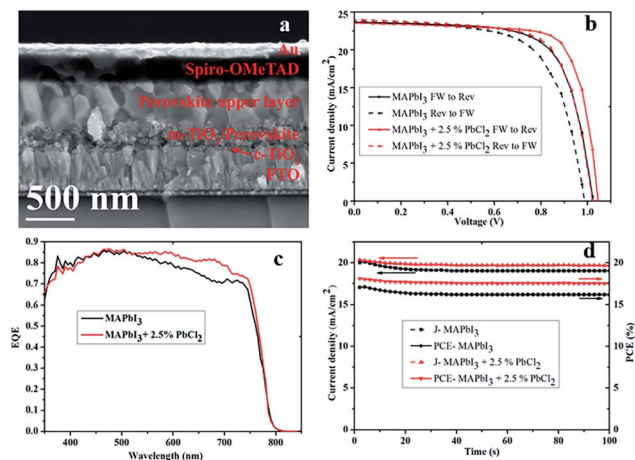 a
Au
Spiro-OMeTAD
Perovskite upper layer
m-TiO₂/Perovskite
c-TiO₂
FTO
500 nm
b
Current density (mA/cm²)
25
20
15
10
5
0
MAPbI₃ FW to Rev
MAPbI₃ Rev to FW
MAPbI₃ + 2.5 % PbCl₂ FW to Rev
MAPbI₃ + 2.5 % PbCl₂ Rev to FW
0.0 0.2 0.4 0.6 0.8 1.0
Voltage (V)
c
EQE
0.9
0.8
0.7
0.6
0.5
0.4
0.3
0.2
0.1
0.0
MAPbI₃
MAPbI₃+ 2.5% PbCl₂
400 500 600 700 800
Wavelength (nm)
d
Current density (mA/cm²)
20
15
10
5
0
J- MAPbI₃
PCE- MAPbI₃
J- MAPbI₃ + 2.5 % PbCl₂
PCE- MAPbI₃ + 2.5 % PbCl₂
20
15
10
5
0
PCE (%)
0 20 40 60 80 100
Time (s)